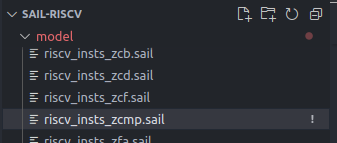 SAIL-RISCV
model
riscv_insts_zcb.sail
riscv_insts_zcd.sail
riscv_insts_zcf.sail
riscv_insts_zcmp.sail !
riscv_insts_zfa.sail